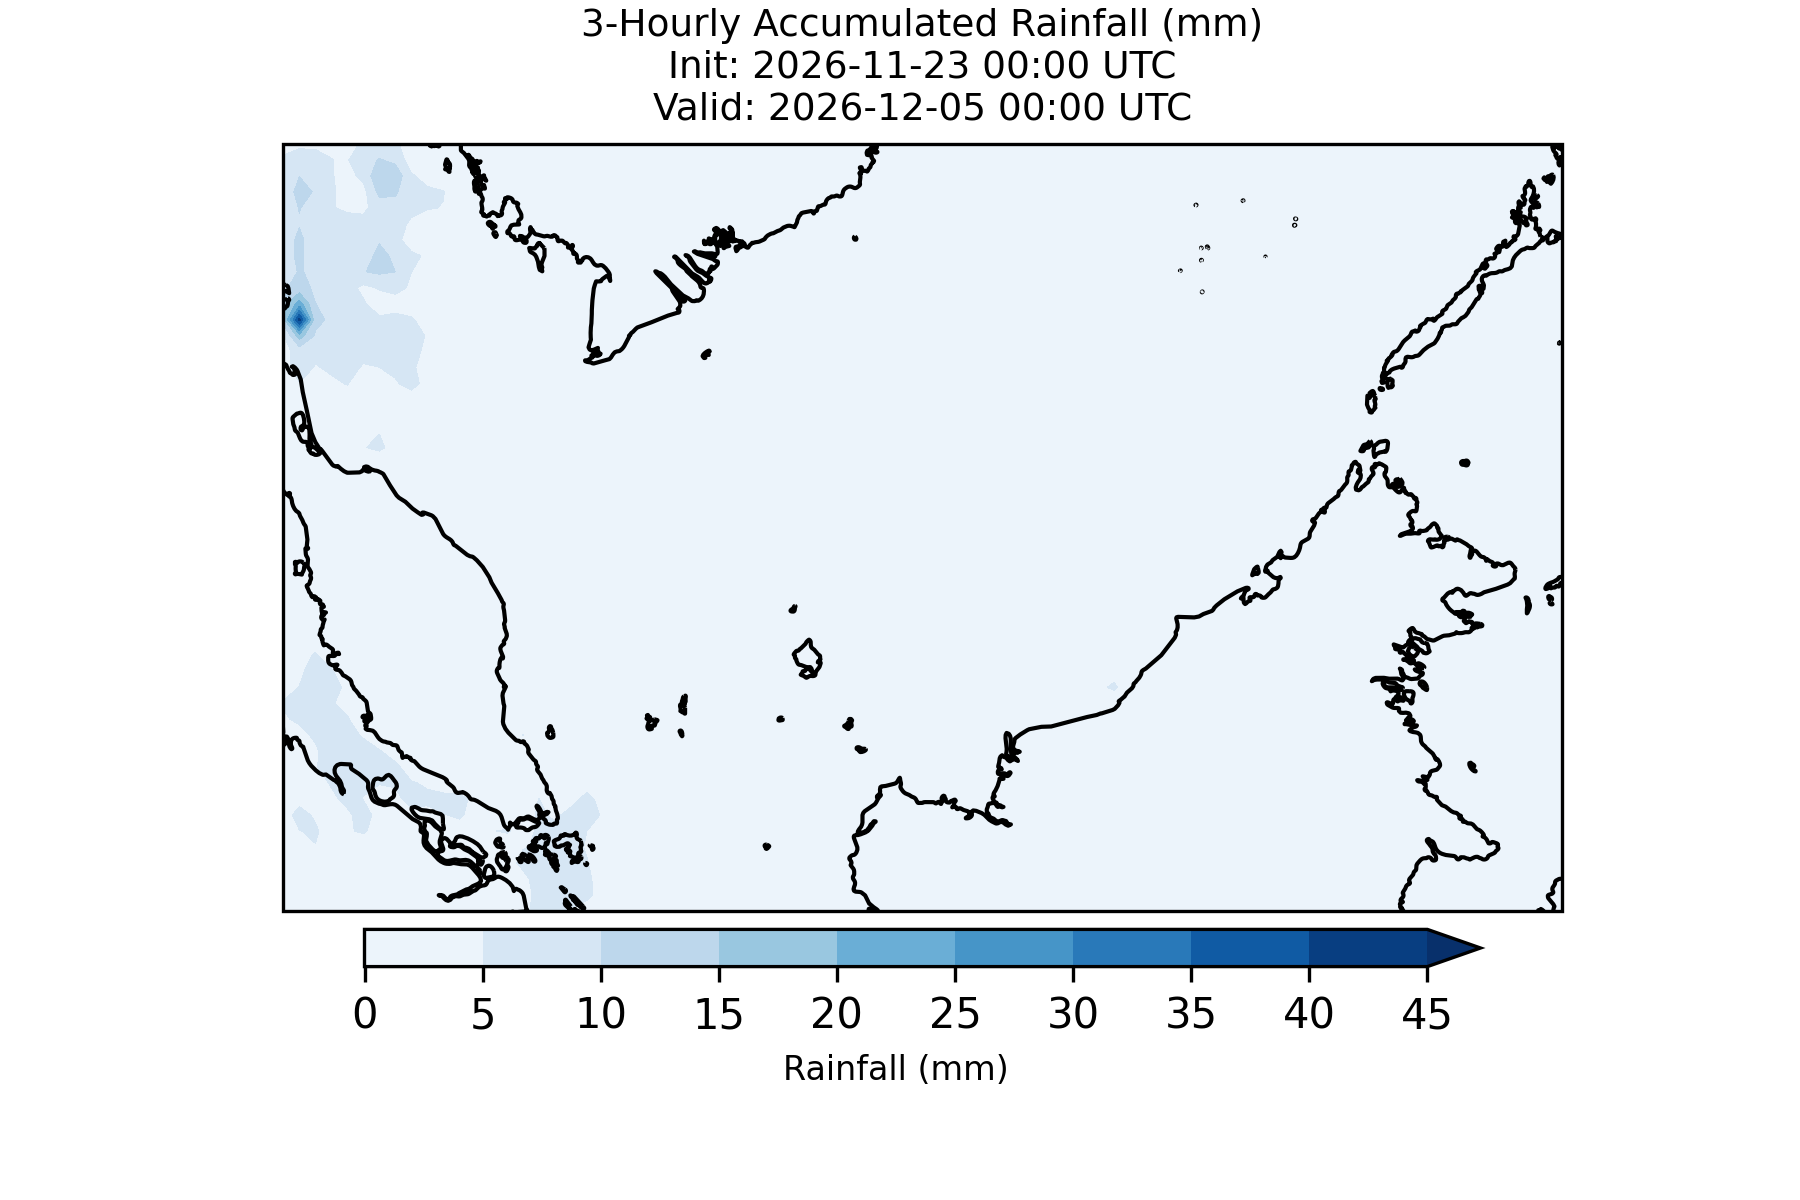 3-Hourly Accumulated Rainfall (mm)
Init: 2026-11-23 00:00 UTC
Valid: 2026-12-05 00:00 UTC
0 5 10 15 20 25 30 35 40 45
Rainfall (mm)